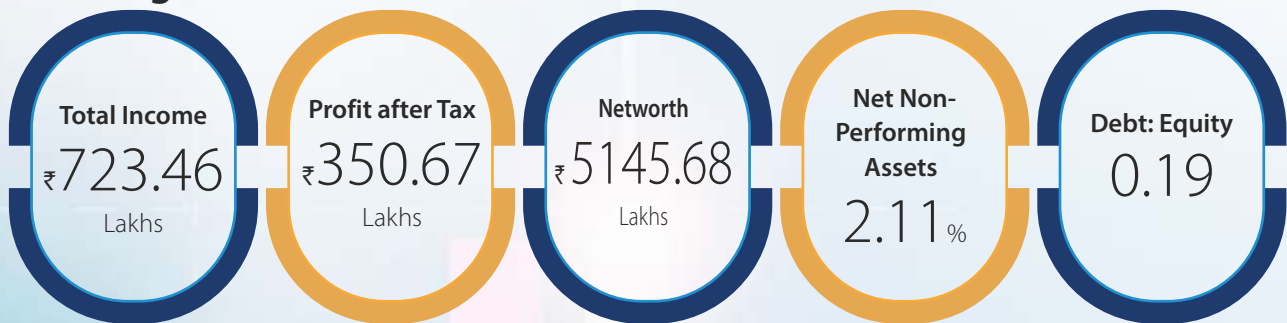 Total Income
₹723.46
Lakhs
Profit after Tax
₹350.67
Lakhs
Networth
₹5145.68
Lakhs
Net Non-
Performing
Assets
2.11%
Debt: Equity
0.19